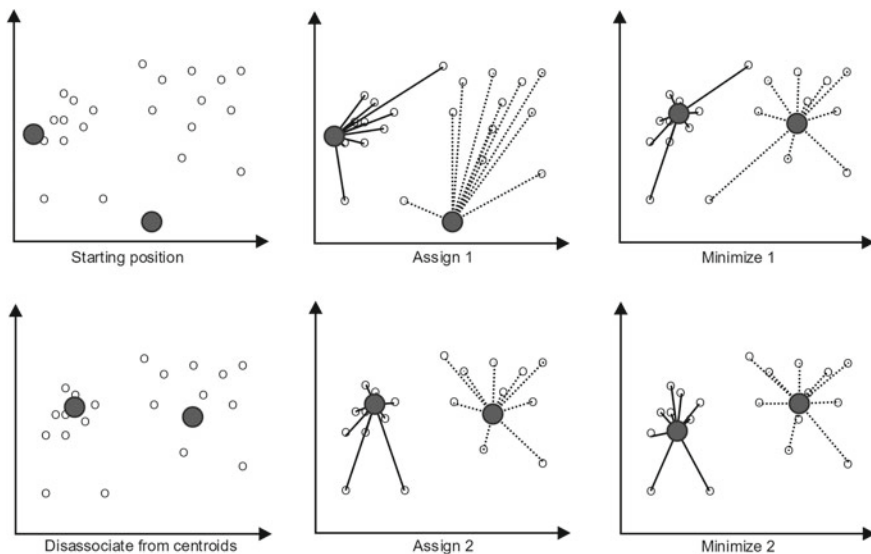 Starting position
Assign 1
Minimize 1
Disassociate from centroids
Assign 2
Minimize 2